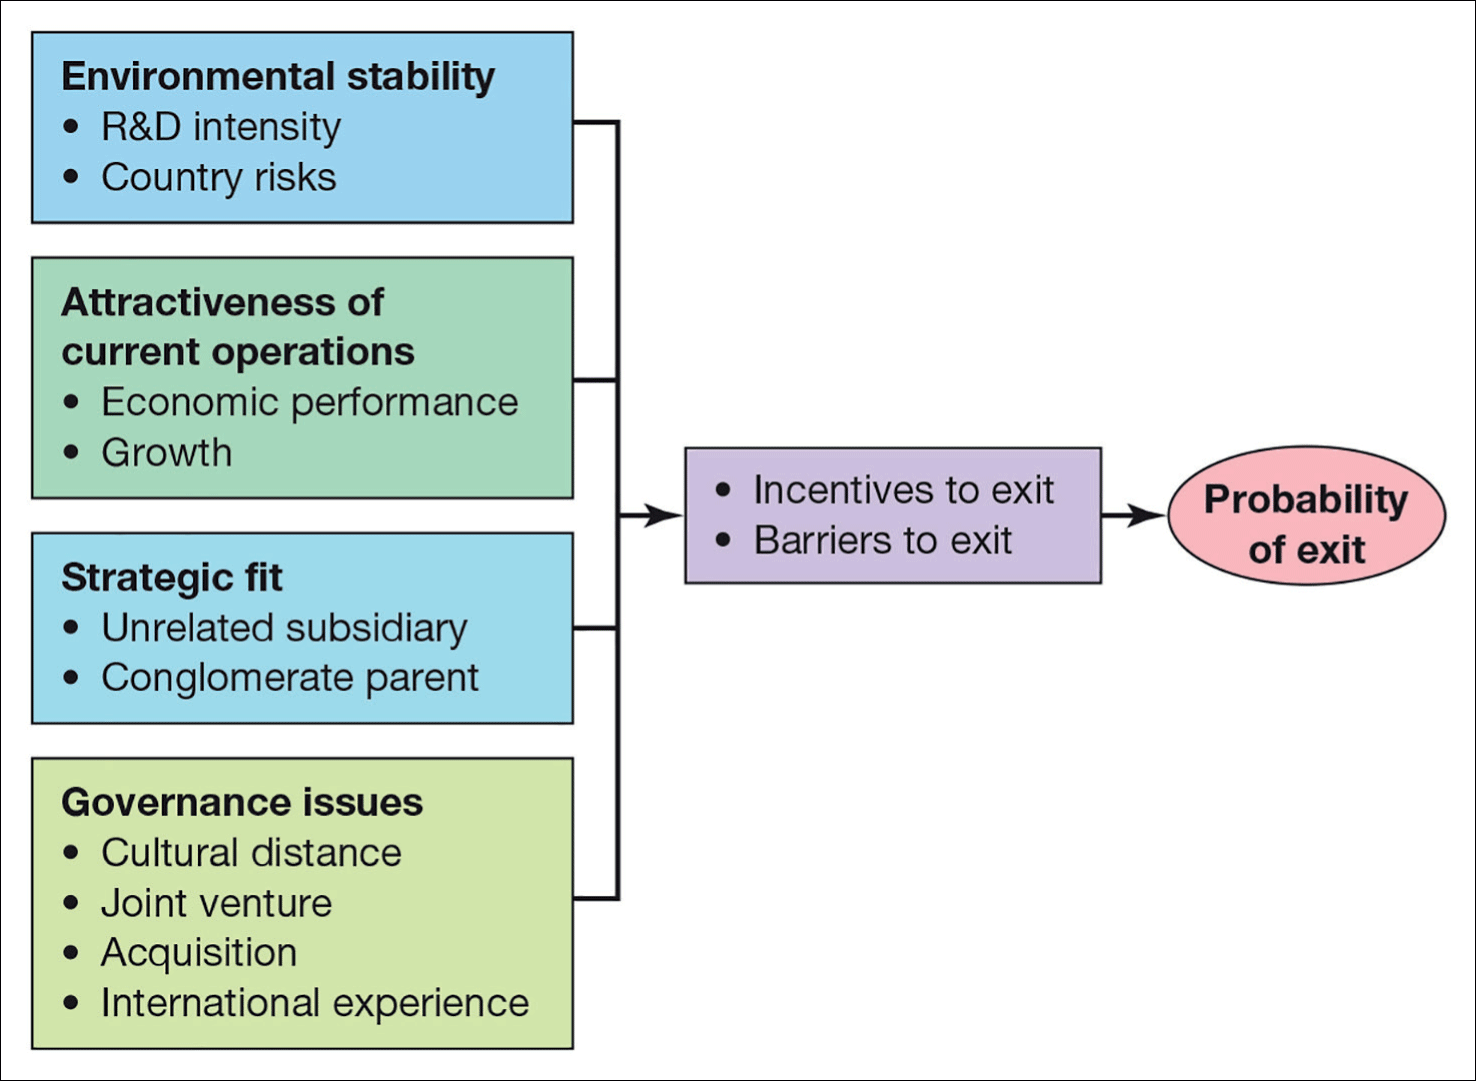 Environmental stability
• R&D intensity
• Country risks
Attractiveness of
current operations
• Economic performance
• Growth
Strategic fit
• Unrelated subsidiary
• Conglomerate parent
Governance issues
• Cultural distance
• Joint venture
• Acquisition
• International experience
• Incentives to exit
• Barriers to exit
Probability
of exit